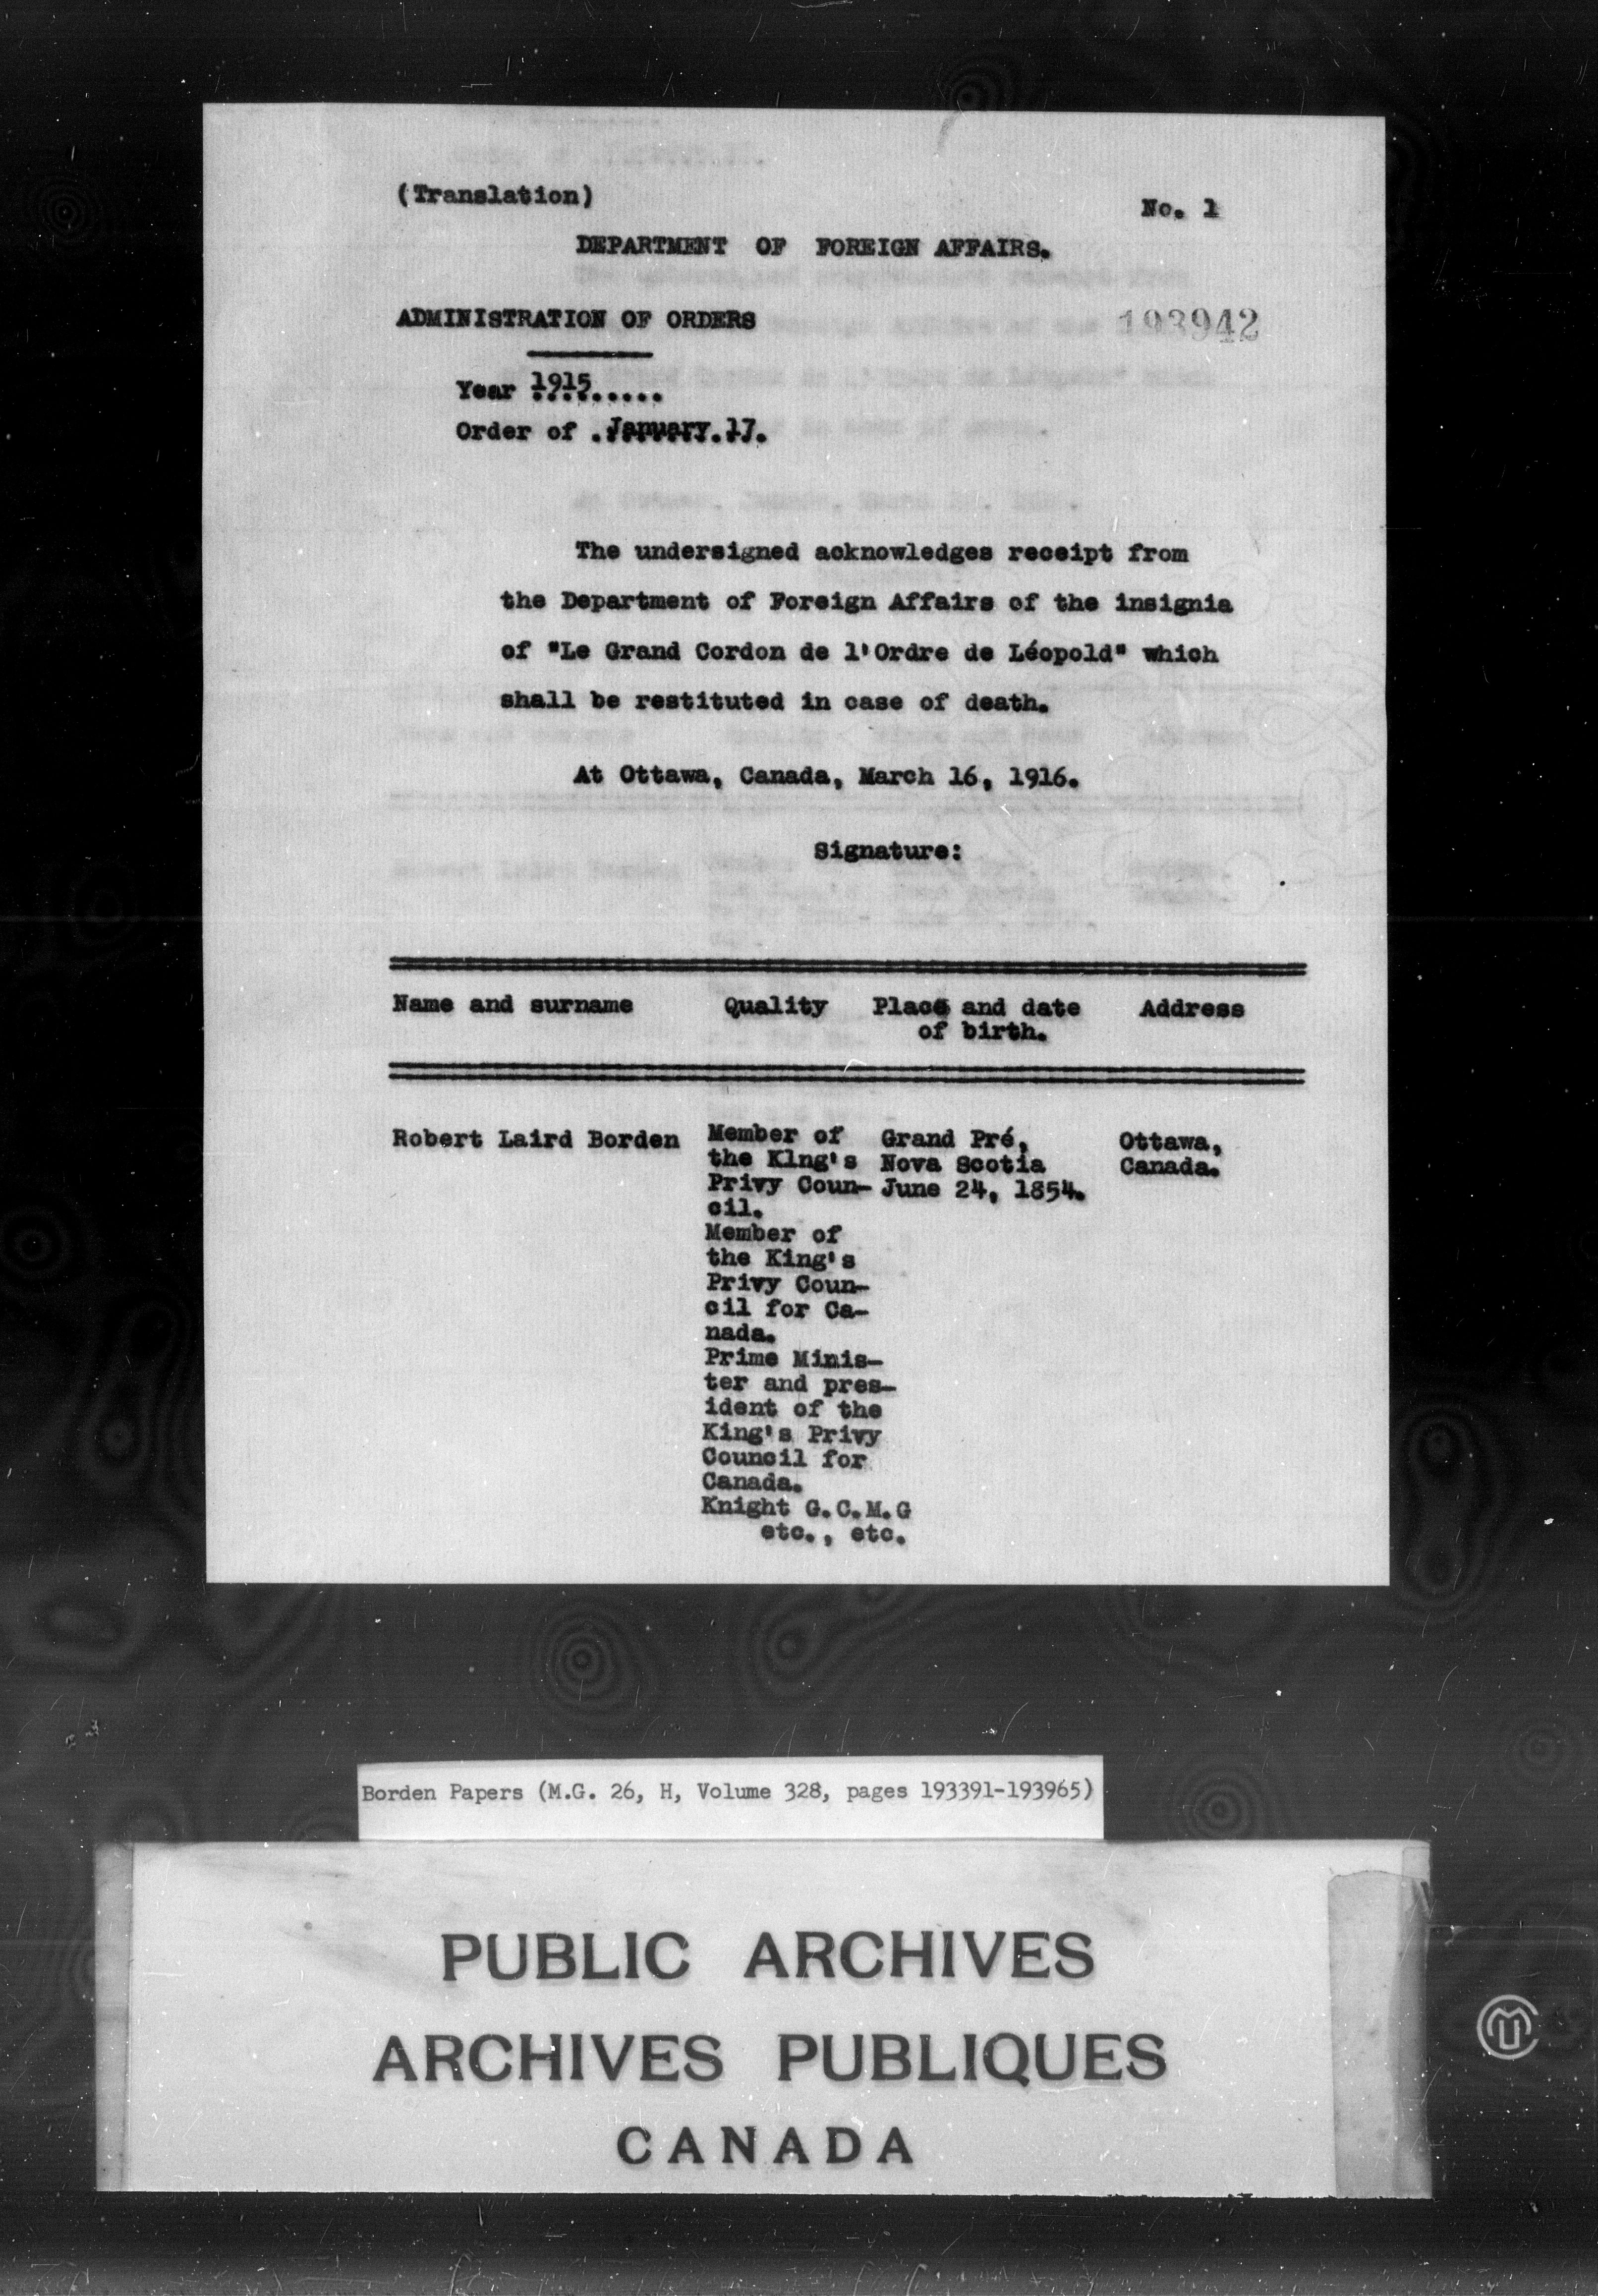 (Translation)
No. 1
DEPARTMENT OF FOREIGN AFFAIRS.
ADMINISTRATION OF ORDERS
193942
Year 1915.....
Order of .January.17.
The undersigned acknowledges receipt from
the Department of Foreign Affairs of the insignia
of "Le Grand Cordon de l'Ordre de Léopold" which
shall be restituted in case of death.
At Ottawa, Canada, March 16, 1916.
Signature:
Name and surname Quality Place and date Address
of birth.
Robert Laird Borden Member of Grand Pré, Ottawa,
the King's Nova Scotia Canada.
Privy Coun- June 24, 1854.
cil.
Member of
the King's
Privy Coun-
cil for Ca-
nada.
Prime Minis-
ter and pres-
ident of the
King's Privy
Council for
Canada.
Knight G.C.M.G
etc., etc.
Borden Papers (M.G. 26, H, Volume 328, pages 193391-193965)
PUBLIC ARCHIVES
ARCHIVES PUBLIQUES
CANADA